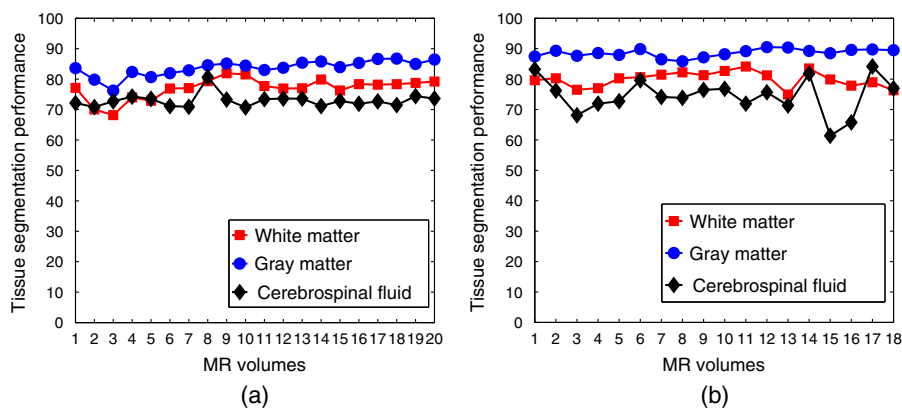 Tissue segmentation performance
100
90
80
70
60
50
40
30
20
10
0
White matter
Gray matter
Cerebrospinal fluid
1 2 3 4 5 6 7 8 9 10 11 12 13 14 15 16 17 18 19 20
MR volumes
(a)
Tissue segmentation performance
100
90
80
70
60
50
40
30
20
10
0
White matter
Gray matter
Cerebrospinal fluid
1 2 3 4 5 6 7 8 9 10 11 12 13 14 15 16 17 18
MR volumes
(b)